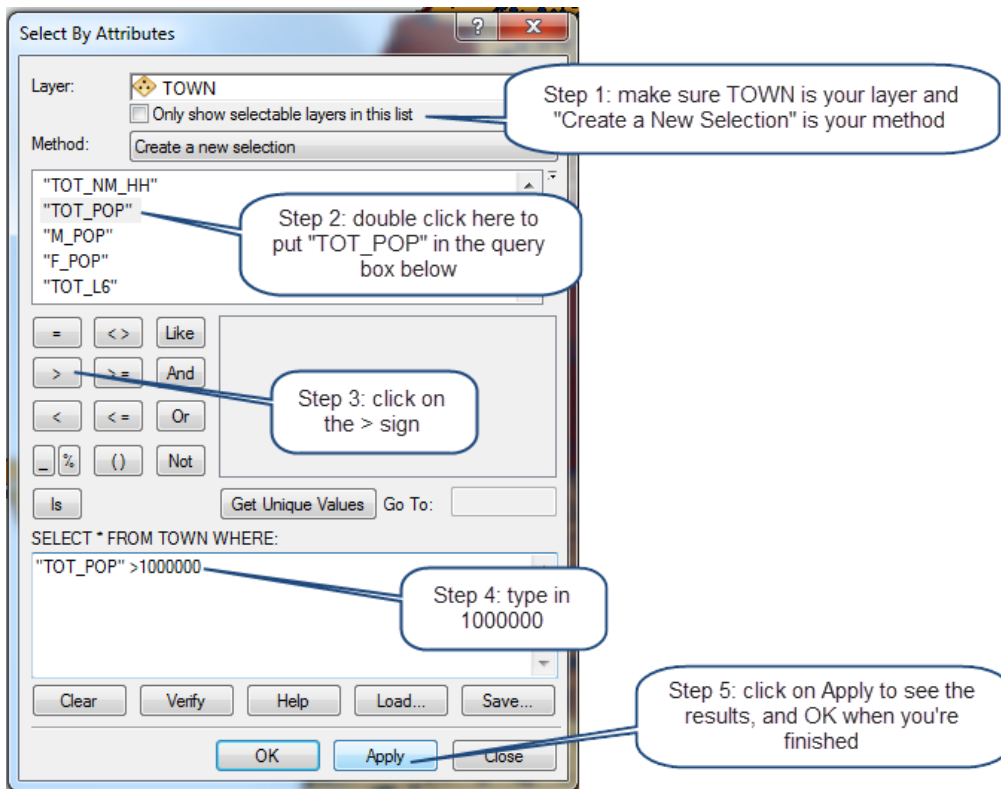 Select By Attributes
?
X
Layer:
TOWN
Only show selectable layers in this list
Step 1: make sure TOWN is your layer and
"Create a New Selection" is your method
Method:
Create a new selection
"TOT_NM_HH"
"TOT_POP"
"M_POP"
"F_POP"
"TOT_L6"
Step 2: double click here to
put "TOT_POP" in the query
box below
= < > Like
> > = And
< < = Or
_ % () Not
Is
Step 3: click on
the > sign
Get Unique Values Go To:
SELECT * FROM TOWN WHERE:
"TOT_POP" >1000000
Step 4: type in
1000000
Clear Verify Help Load... Save...
OK Apply Close
Step 5: click on Apply to see the
results, and OK when you're
finished